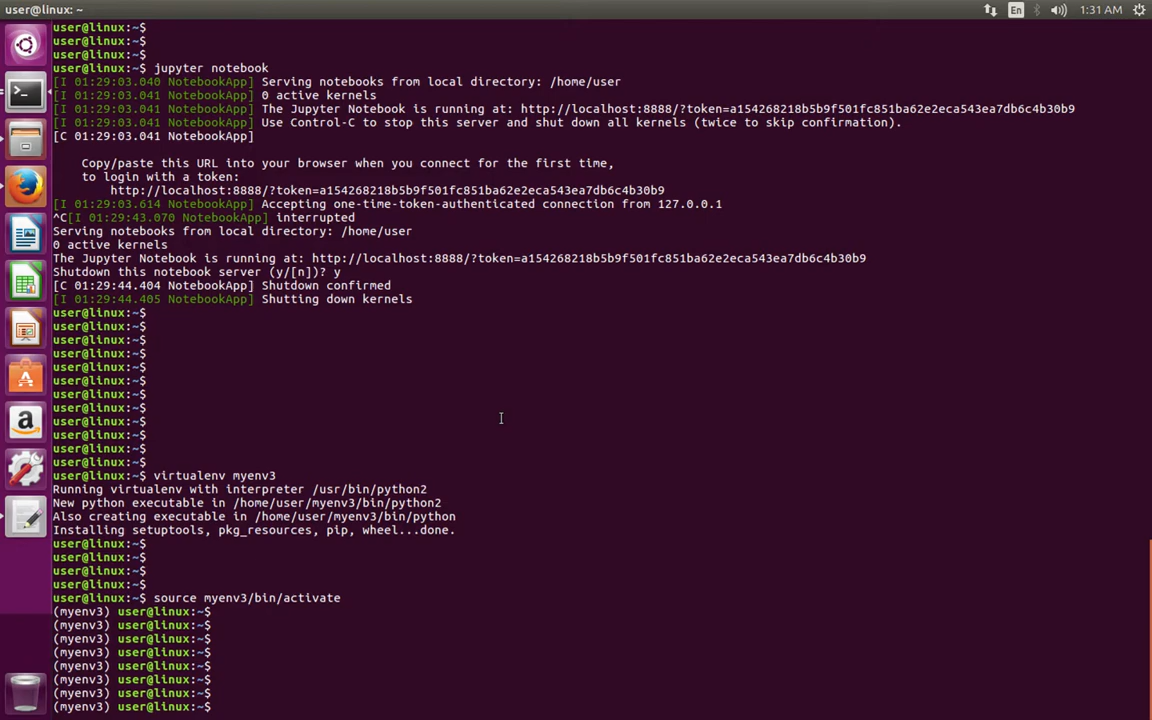 user@linux: ~
En
1:31 AM
user@linux:~$
user@linux:~$
user@linux:~$
user@linux:~$ jupyter notebook
[I 01:29:03.040 NotebookApp] Serving notebooks from local directory: /home/user
[I 01:29:03.041 NotebookApp] 0 active kernels
[I 01:29:03.041 NotebookApp] The Jupyter Notebook is running at: http://localhost:8888/?token=a154268218b5b9f501fc851ba62e2eca543ea7db6c4b30b9
[I 01:29:03.041 NotebookApp] Use Control-C to stop this server and shut down all kernels (twice to skip confirmation).
[C 01:29:03.041 NotebookApp]
Copy/paste this URL into your browser when you connect for the first time,
to login with a token:
http://localhost:8888/?token=a154268218b5b9f501fc851ba62e2eca543ea7db6c4b30b9
[I 01:29:03.614 NotebookApp] Accepting one-time-token-authenticated connection from 127.0.0.1
^C[I 01:29:43.070 NotebookApp] interrupted
Serving notebooks from local directory: /home/user
0 active kernels
The Jupyter Notebook is running at: http://localhost:8888/?token=a154268218b5b9f501fc851ba62e2eca543ea7db6c4b30b9
Shutdown this notebook server (y/[n])? y
[C 01:29:44.404 NotebookApp] Shutdown confirmed
[I 01:29:44.405 NotebookApp] Shutting down kernels
user@linux:~$
user@linux:~$
user@linux:~$
user@linux:~$
user@linux:~$
user@linux:~$
user@linux:~$
user@linux:~$
user@linux:~$
user@linux:~$
user@linux:~$
user@linux:~$
user@linux:~$ virtualenv myenv3
Running virtualenv with interpreter /usr/bin/python2
New python executable in /home/user/myenv3/bin/python2
Also creating executable in /home/user/myenv3/bin/python
Installing setuptools, pkg_resources, pip, wheel...done.
user@linux:~$
user@linux:~$
user@linux:~$
user@linux:~$
user@linux:~$ source myenv3/bin/activate
(myenv3) user@linux:~$
(myenv3) user@linux:~$
(myenv3) user@linux:~$
(myenv3) user@linux:~$
(myenv3) user@linux:~$
(myenv3) user@linux:~$
(myenv3) user@linux:~$
(myenv3) user@linux:~$